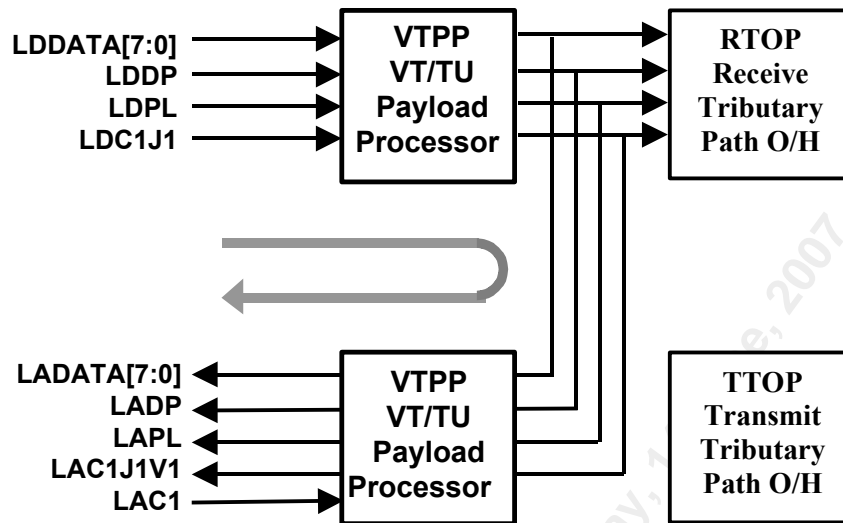 LDDATA[7:0]
LDDP
LDPL
LDC1J1
VTPP
VT/TU
Payload
Processor
RTOP
Receive
Tributary
Path O/H
LADATA[7:0]
LADP
LAPL
LAC1J1V1
LAC1
VTPP
VT/TU
Payload
Processor
TTOP
Transmit
Tributary
Path O/H
, 2007